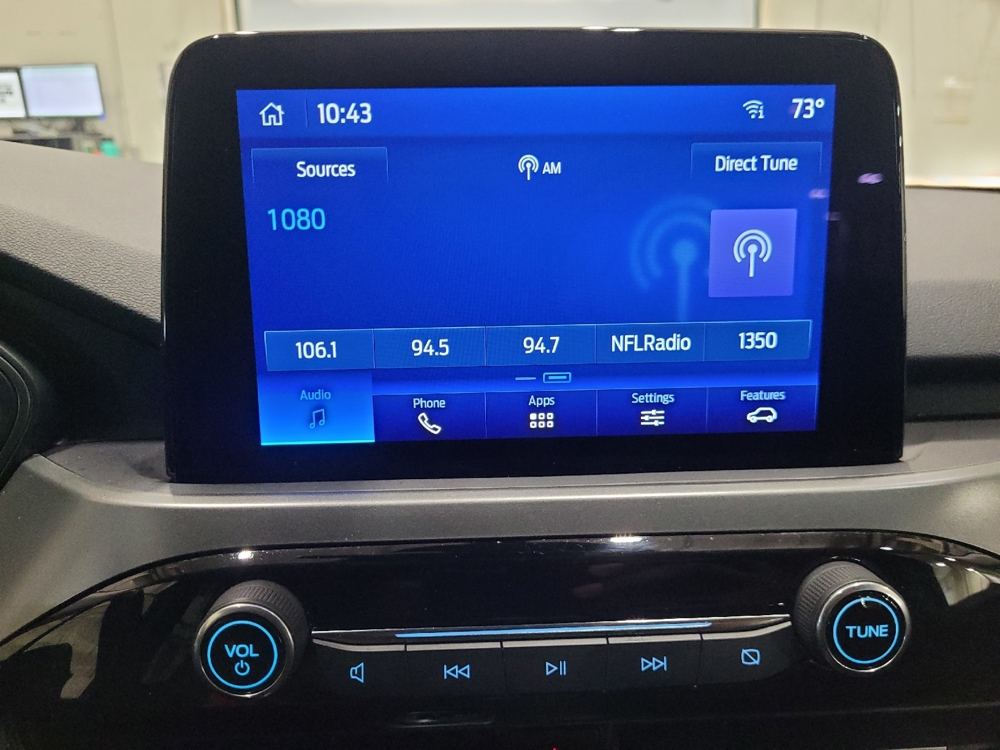 10:43
73°
Sources
AM
Direct Tune
1080
106.1
94.5
94.7
NFLRadio
1350
Audio
Phone
Apps
Settings
Features
VOL
TUNE